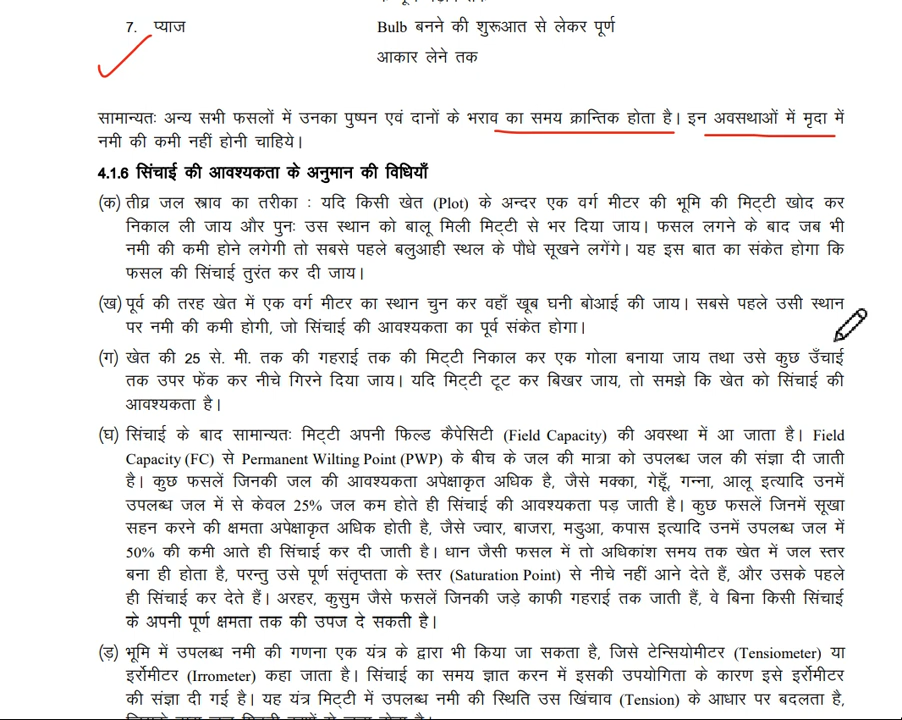 7. प्याज Bulb बनने की शुरूआत से लेकर पूर्ण
आकार लेने तक
सामान्यतः अन्य सभी फसलों में उनका पुष्पन एवं दानों के भराव का समय क्रान्तिक होता है। इन अवसथाओं में मृदा में
नमी की कमी नहीं होनी चाहिये।
4.1.6 सिंचाई की आवश्यकता के अनुमान की विधियाँ
(क) तीव्र जल स्त्राव का तरीका : यदि किसी खेत (Plot) के अन्दर एक वर्ग मीटर की भूमि की मिट्टी खोद कर
निकाल ली जाय और पुनः उस स्थान को बालू मिली मिट्टी से भर दिया जाय। फसल लगने के बाद जब भी
नमी की कमी होने लगेगी तो सबसे पहले बलुआही स्थल के पौधे सूखने लगेंगे। यह इस बात का संकेत होगा कि
फसल की सिंचाई तुरंत कर दी जाय।
(ख) पूर्व की तरह खेत में एक वर्ग मीटर का स्थान चुन कर वहाँ खूब घनी बोआई की जाय। सबसे पहले उसी स्थान
पर नमी की कमी होगी, जो सिंचाई की आवश्यकता का पूर्व संकेत होगा।
(ग) खेत की 25 से. मी. तक की गहराई तक की मिट्टी निकाल कर एक गोला बनाया जाय तथा उसे कुछ उँचाई
तक उपर फेंक कर नीचे गिरने दिया जाय। यदि मिट्टी टूट कर बिखर जाय, तो समझे कि खेत को सिंचाई की
आवश्यकता है।
(घ) सिंचाई के बाद सामान्यतः मिट्टी अपनी फिल्ड कैपेसिटी (Field Capacity) की अवस्था में आ जाता है। Field
Capacity (FC) से Permanent Wilting Point (PWP) के बीच के जल की मात्रा को उपलब्ध जल की संज्ञा दी जाती
है। कुछ फसलें जिनकी जल की आवश्यकता अपेक्षाकृत अधिक है, जैसे मक्का, गेहूँ, गन्ना, आलू इत्यादि उनमें
उपलब्ध जल में से केवल 25% जल कम होते ही सिंचाई की आवश्यकता पड़ जाती है। कुछ फसलें जिनमें सूखा
सहन करने की क्षमता अपेक्षाकृत अधिक होती है, जैसे ज्वार, बाजरा, मडुआ, कपास इत्यादि उनमें उपलब्ध जल में
50% की कमी आते ही सिंचाई कर दी जाती है। धान जैसी फसल में तो अधिकांश समय तक खेत में जल स्तर
बना ही होता है, परन्तु उसे पूर्ण संतृप्तता के स्तर (Saturation Point) से नीचे नहीं आने देते हैं, और उसके पहले
ही सिंचाई कर देते हैं। अरहर, कुसुम जैसे फसलें जिनकी जड़े काफी गहराई तक जाती हैं, वे बिना किसी सिंचाई
के अपनी पूर्ण क्षमता तक की उपज दे सकती है।
(ड़) भूमि में उपलब्ध नमी की गणना एक यंत्र के द्वारा भी किया जा सकता है, जिसे टेन्सियोमीटर (Tensiometer) या
इर्रोमीटर (Irrometer) कहा जाता है। सिंचाई का समय ज्ञात करन में इसकी उपयोगिता के कारण इसे इर्रोमीटर
की संज्ञा दी गई है। यह यंत्र मिट्टी में उपलब्ध नमी की स्थिति उस खिंचाव (Tension) के आधार पर बदलता है,